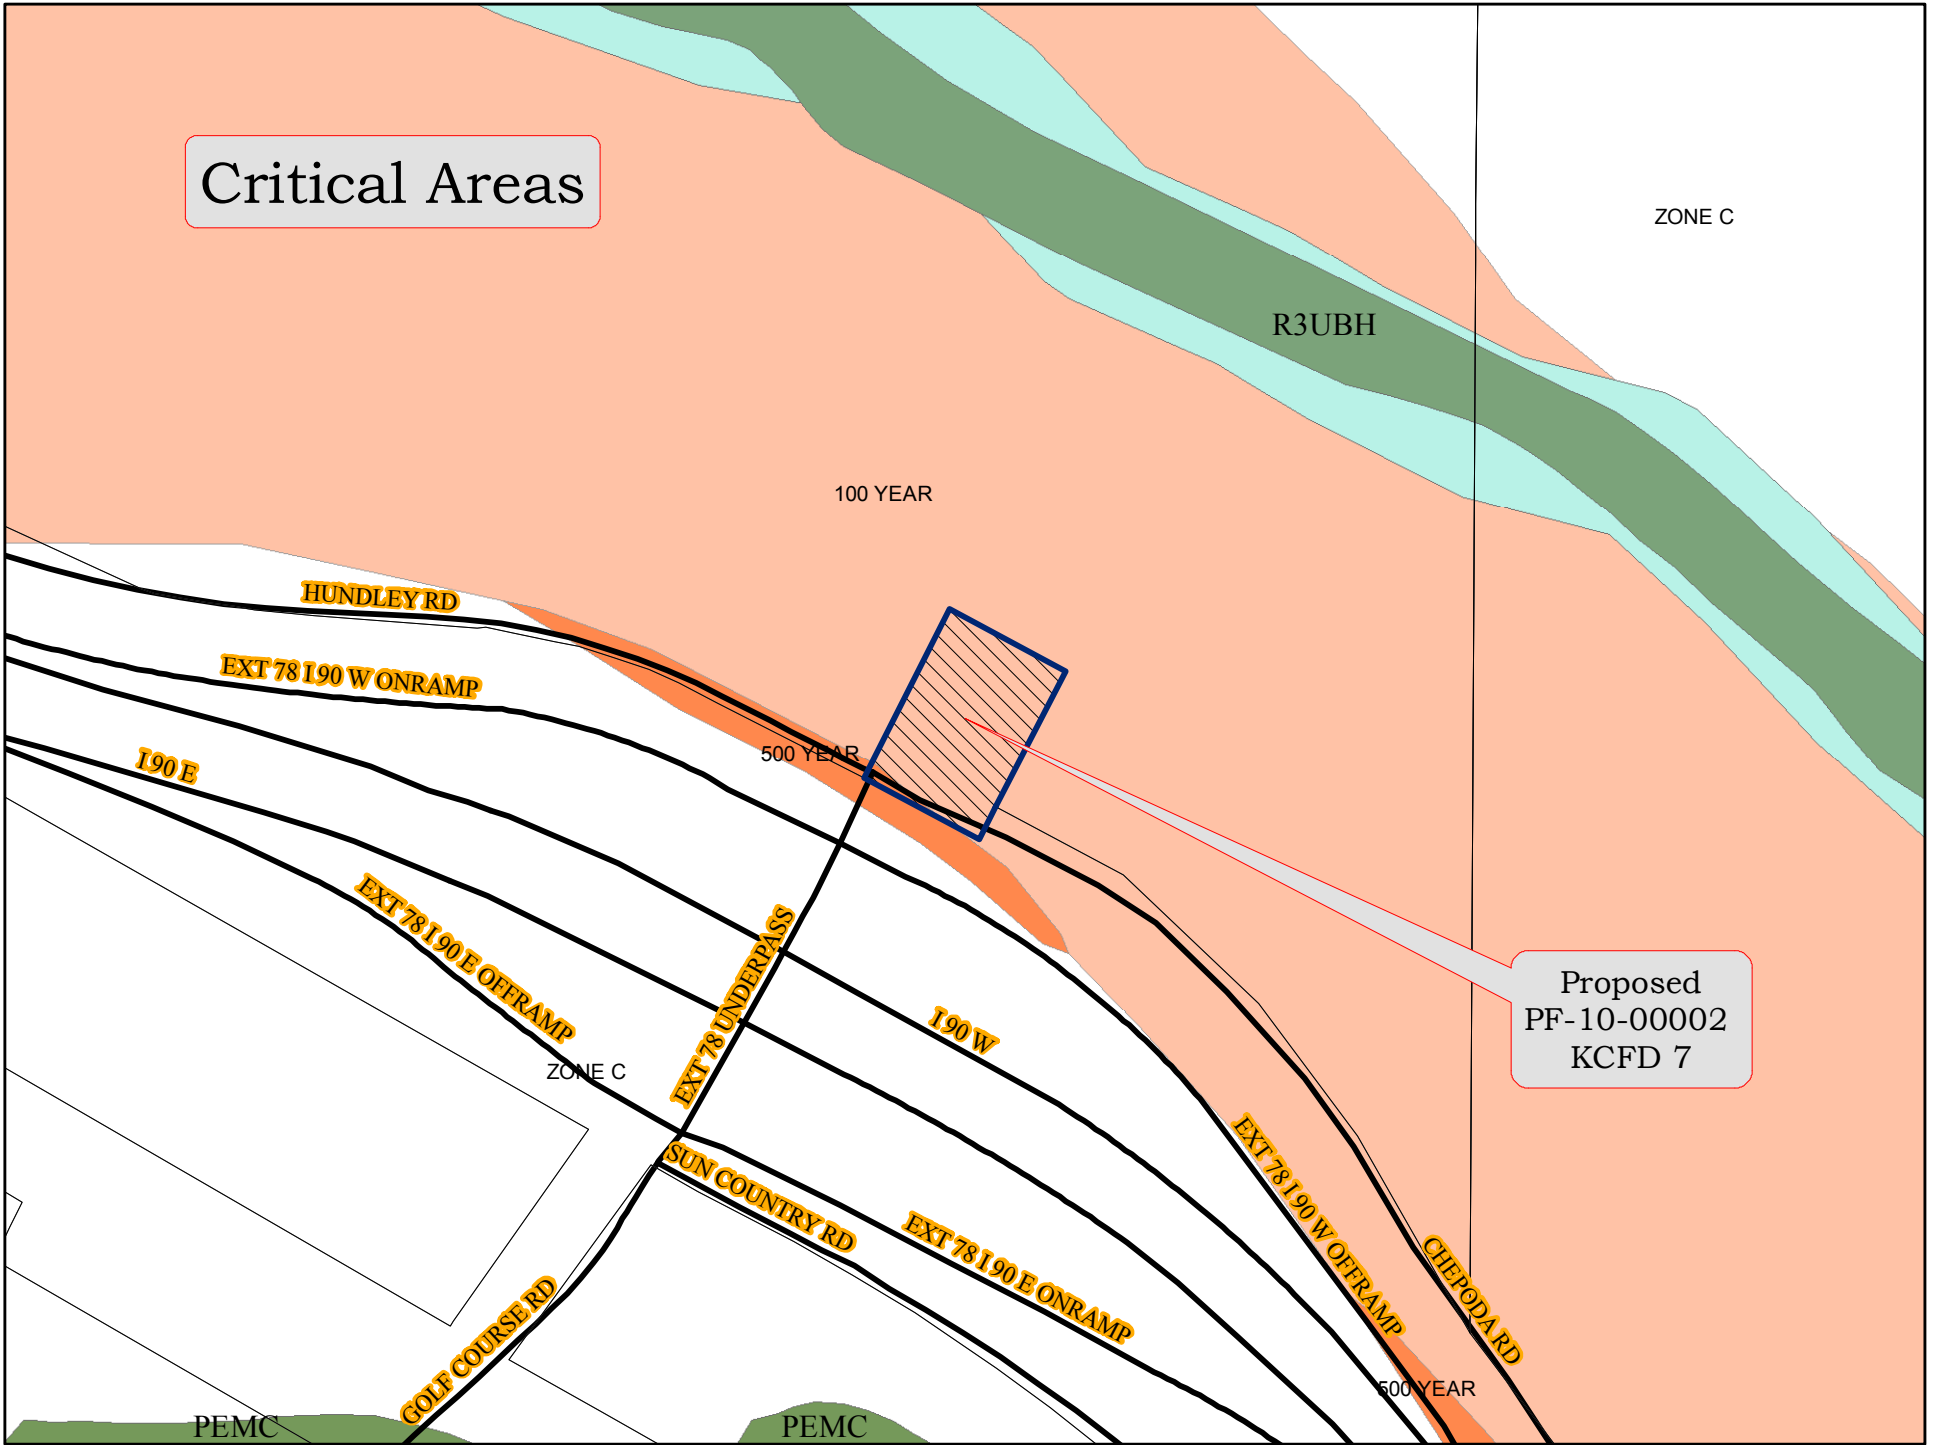 Critical Areas
ZONE C
R3UBH
100 YEAR
HUNDLEY RD
EXT 78 I 90 W ONRAMP
500 YEAR
I 90 E
EXT 78 I 90 E OFFRAMP
EXT 78 UNDERPASS
I 90 W
Proposed
PF-10-00002
KCFD 7
ZONE C
SUN COUNTRY RD
EXT 78 I 90 E ONRAMP
EXT 78 I 90 W OFFRAMP
CHEPODA RD
GOLF COURSE RD
500 YEAR
PEMC
PEMC